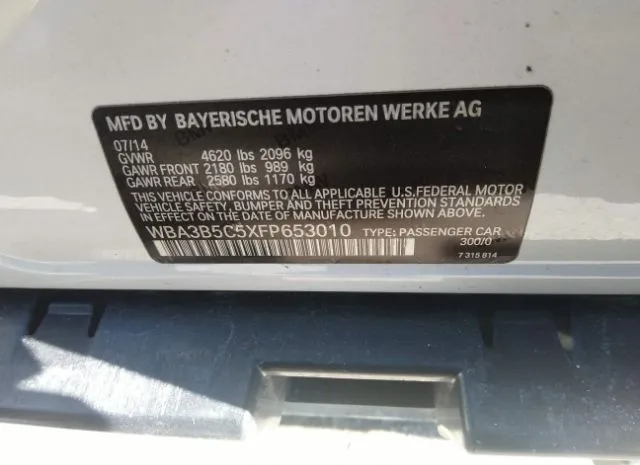 MFD BY BAYERISCHE MOTOREN WERKE AG
07/14
GVWR 4620 lbs 2096 kg
GAWR FRONT 2180 lbs 989 kg
GAWR REAR 2580 lbs 1170 kg
THIS VEHICLE CONFORMS TO ALL APPLICABLE U.S.FEDERAL MOTOR
VEHICLE SAFETY, BUMPER AND THEFT PREVENTION STANDARDS
IN EFFECT ON THE DATE OF MANUFACTURE SHOWN ABOVE.
WBA3B5C5XFP653010 TYPE: PASSENGER CAR
300/0
7 315 814